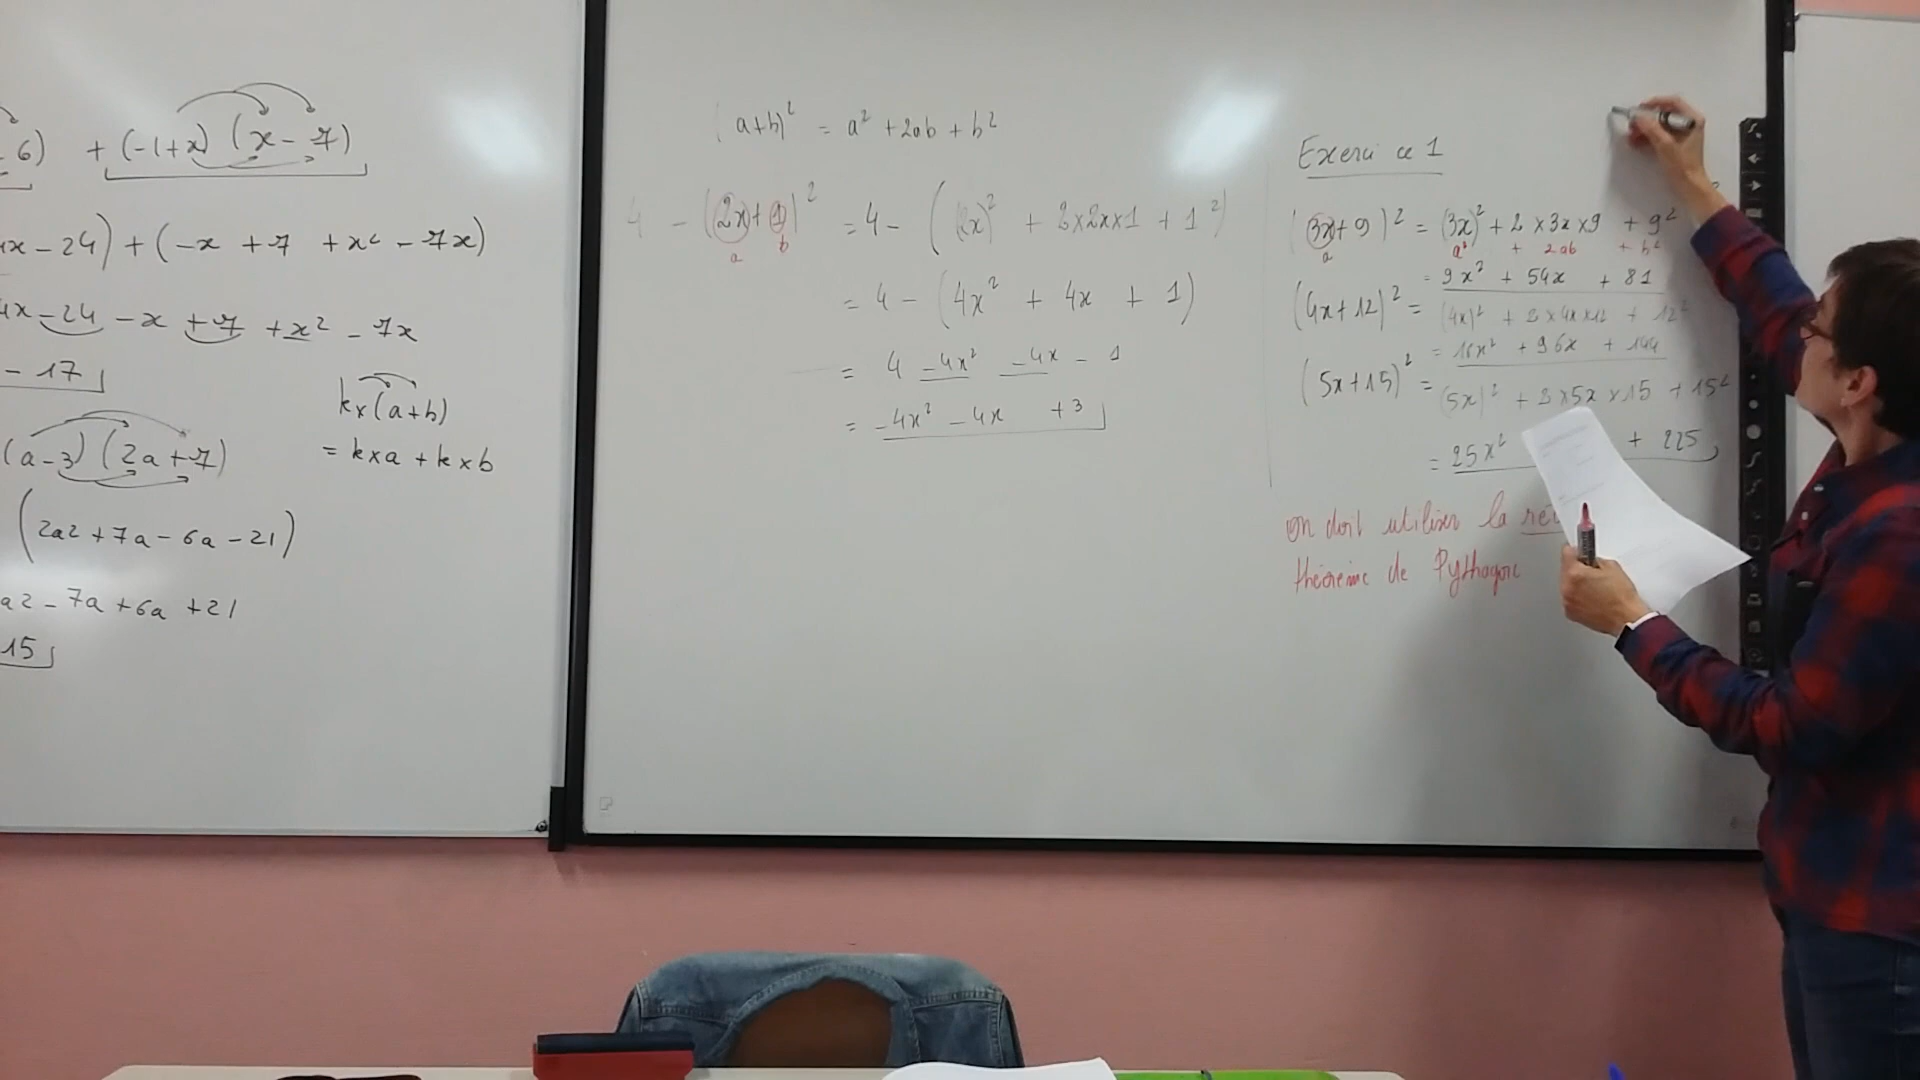 6) + (-1+x) (x-7)
x - 24) + (-x + 7 + x² - 7x)
4x - 24 - x + 7 + x² - 7x
- 17
k×(a+b)
= k×a + k×b
(a-3) (2a+7)
(2a2 + 7a - 6a - 21)
a2 - 7a + 6a + 21
15
(a+b)² = a² + 2ab + b²
4 - (2x+1)² = 4 - ((2x)² + 2×2x×1 + 1²)
a b
= 4 - (4x² + 4x + 1)
= 4 - 4x² - 4x - 1
= -4x² - 4x + 3
Exercice 1
(3x+9)² = (3x)² + 2×3x×9 + 9²
a a² + 2ab + b²
= 9x² + 54x + 81
(4x+12)² = (4x)² + 2×4x×12 + 12²
= 16x² + 96x + 144
(5x+15)² = (5x)² + 2×5x×15 + 15²
= 25x² + 225
On doit utiliser la
théorème de Pythagore